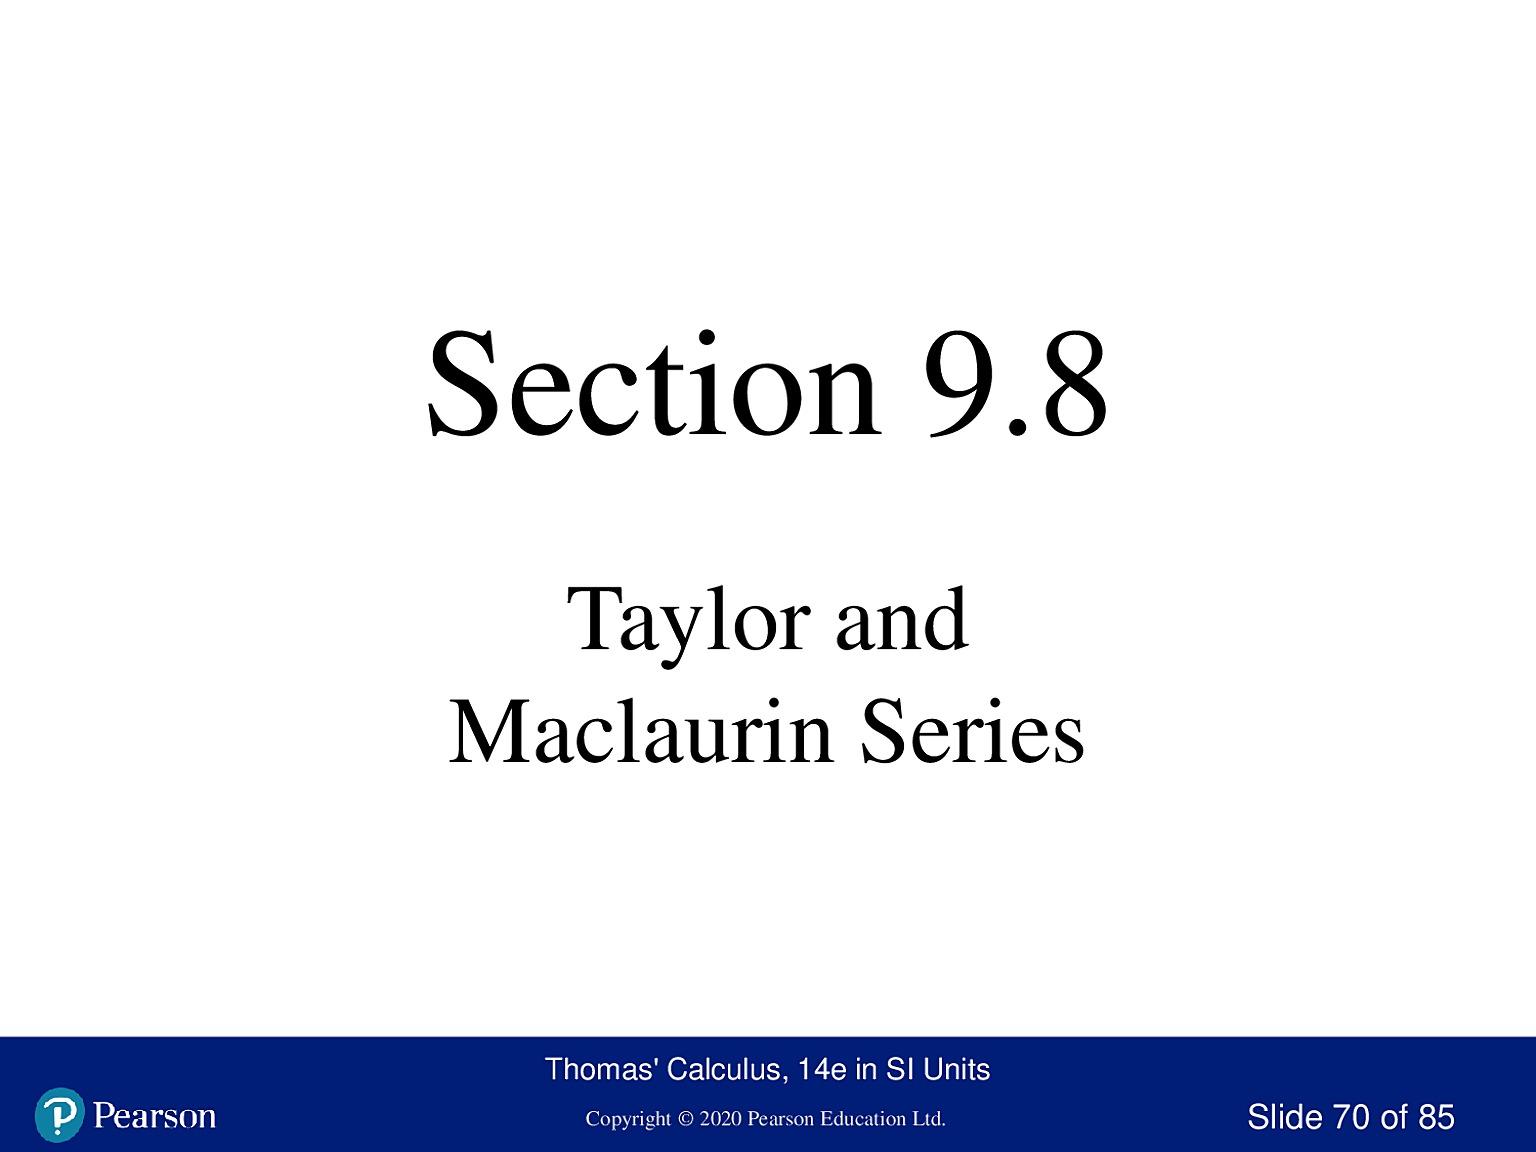 Section 9.8
Taylor and
Maclaurin Series
Thomas' Calculus, 14e in SI Units
Pearson
Copyright © 2020 Pearson Education Ltd.
Slide 70 of 85